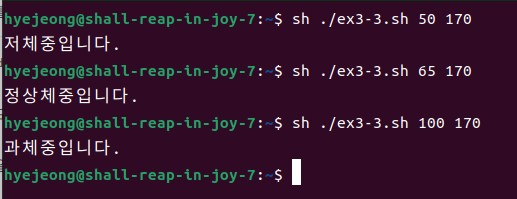 hyejeong@shall-reap-in-joy-7:~$ sh ./ex3-3.sh 50 170
저체중입니다.
hyejeong@shall-reap-in-joy-7:~$ sh ./ex3-3.sh 65 170
정상체중입니다.
hyejeong@shall-reap-in-joy-7:~$ sh ./ex3-3.sh 100 170
과체중입니다.
hyejeong@shall-reap-in-joy-7:~$